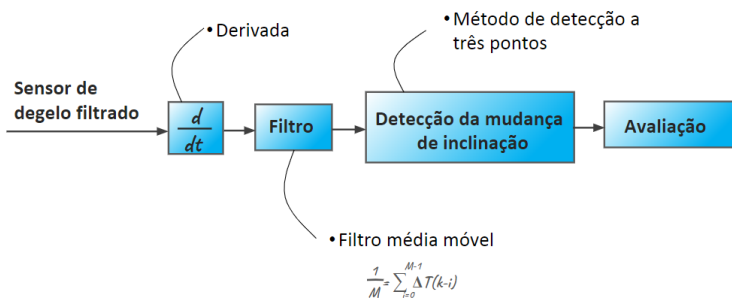 • Derivada
• Método de detecção a
três pontos
Sensor de
degelo filtrado
d
dt
Filtro
Detecção da mudança
de inclinação
Avaliação
• Filtro média móvel
1/M = ∑_{i=0}^{M-1} ΔT(k-i)